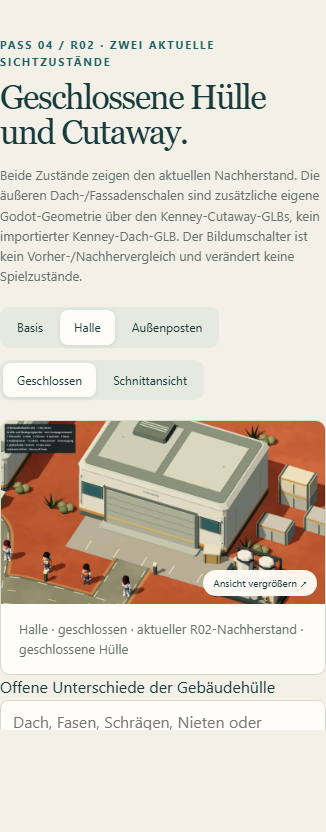 PASS 04 / R02 · ZWEI AKTUELLE
SICHTZUSTÄNDE
Geschlossene Hülle
und Cutaway.
Beide Zustände zeigen den aktuellen Nachherstand. Die
äußeren Dach-/Fassadenschalen sind zusätzliche eigene
Godot-Geometrie über den Kenney-Cutaway-GLBs, kein
importierter Kenney-Dach-GLB. Der Bildumschalter ist
kein Vorher-/Nachhervergleich und verändert keine
Spielzustände.
Basis Halle Außenposten
Geschlossen Schnittansicht
Ansicht vergrößern ↗
Halle · geschlossen · aktueller R02-Nachherstand ·
geschlossene Hülle
Offene Unterschiede der Gebäudehülle
Dach, Fasen, Schrägen, Nieten oder